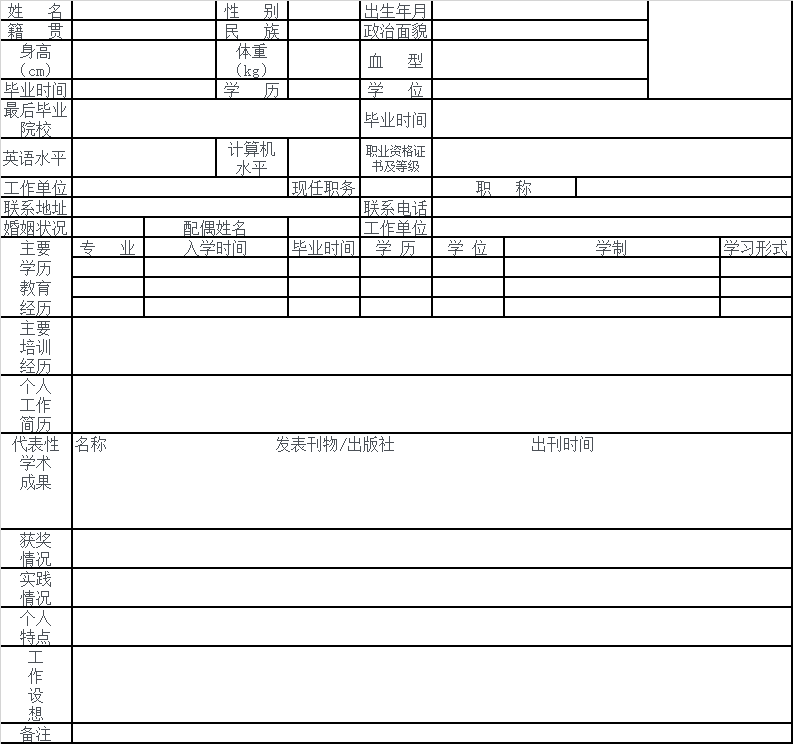 姓 名 性 别 出生年月
籍 贯 民 族 政治面貌
身高
（cm） 体重
（kg） 血 型
毕业时间 学 历 学 位
最后毕业
院校 毕业时间
英语水平 计算机
水平 职业资格证
书及等级
工作单位 现任职务 职 称
联系地址 联系电话
婚姻状况 配偶姓名 工作单位
主要
学历
教育
经历 专 业 入学时间 毕业时间 学 历 学 位 学制 学习形式
主要
培训
经历
个人
工作
简历
代表性
学术
成果 名称 发表刊物/出版社 出刊时间
获奖
情况
实践
情况
个人
特点
工
作
设
想
备注